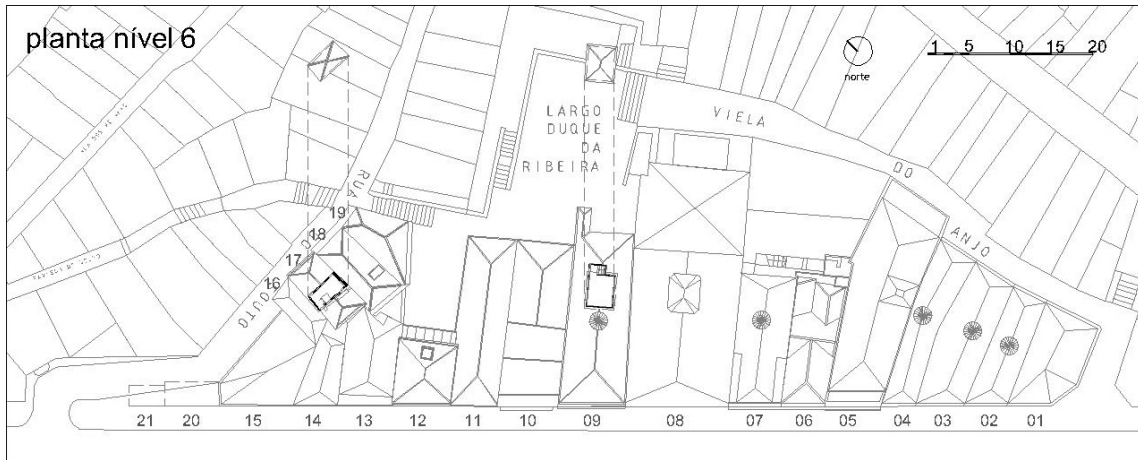 planta nível 6
norte
1 5 10 15 20
LARGO
DUQUE
DA
RIBEIRA
VIELA
DO
ANJO
RUA
SOUTO
19
18
17
16
21 20 15 14 13 12 11 10 09 08 07 06 05 04 03 02 01